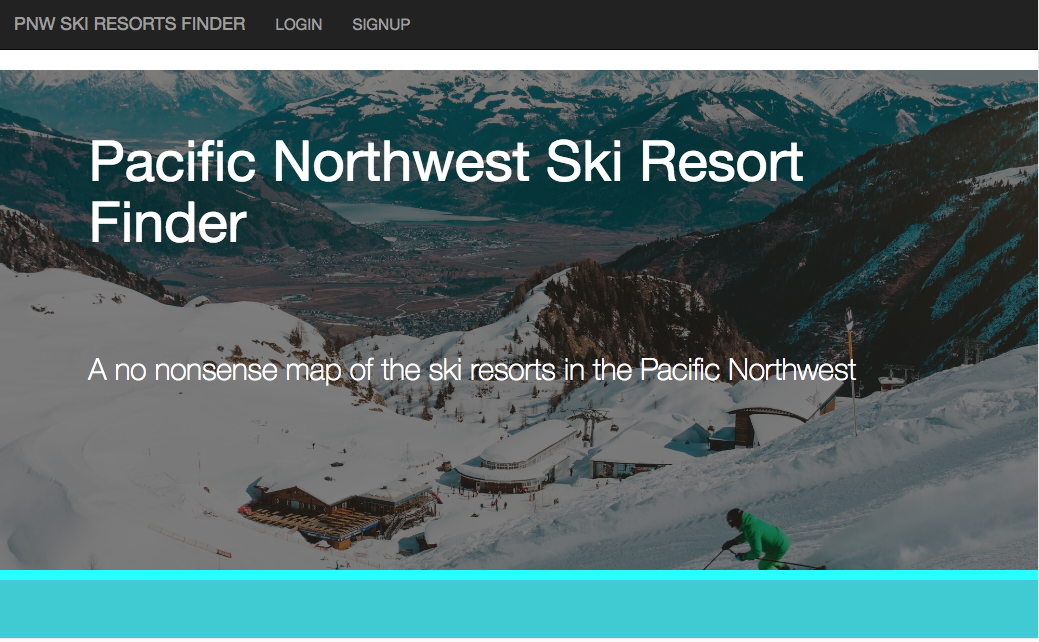 PNW SKI RESORTS FINDER LOGIN SIGNUP
Pacific Northwest Ski Resort
Finder
A no nonsense map of the ski resorts in the Pacific Northwest